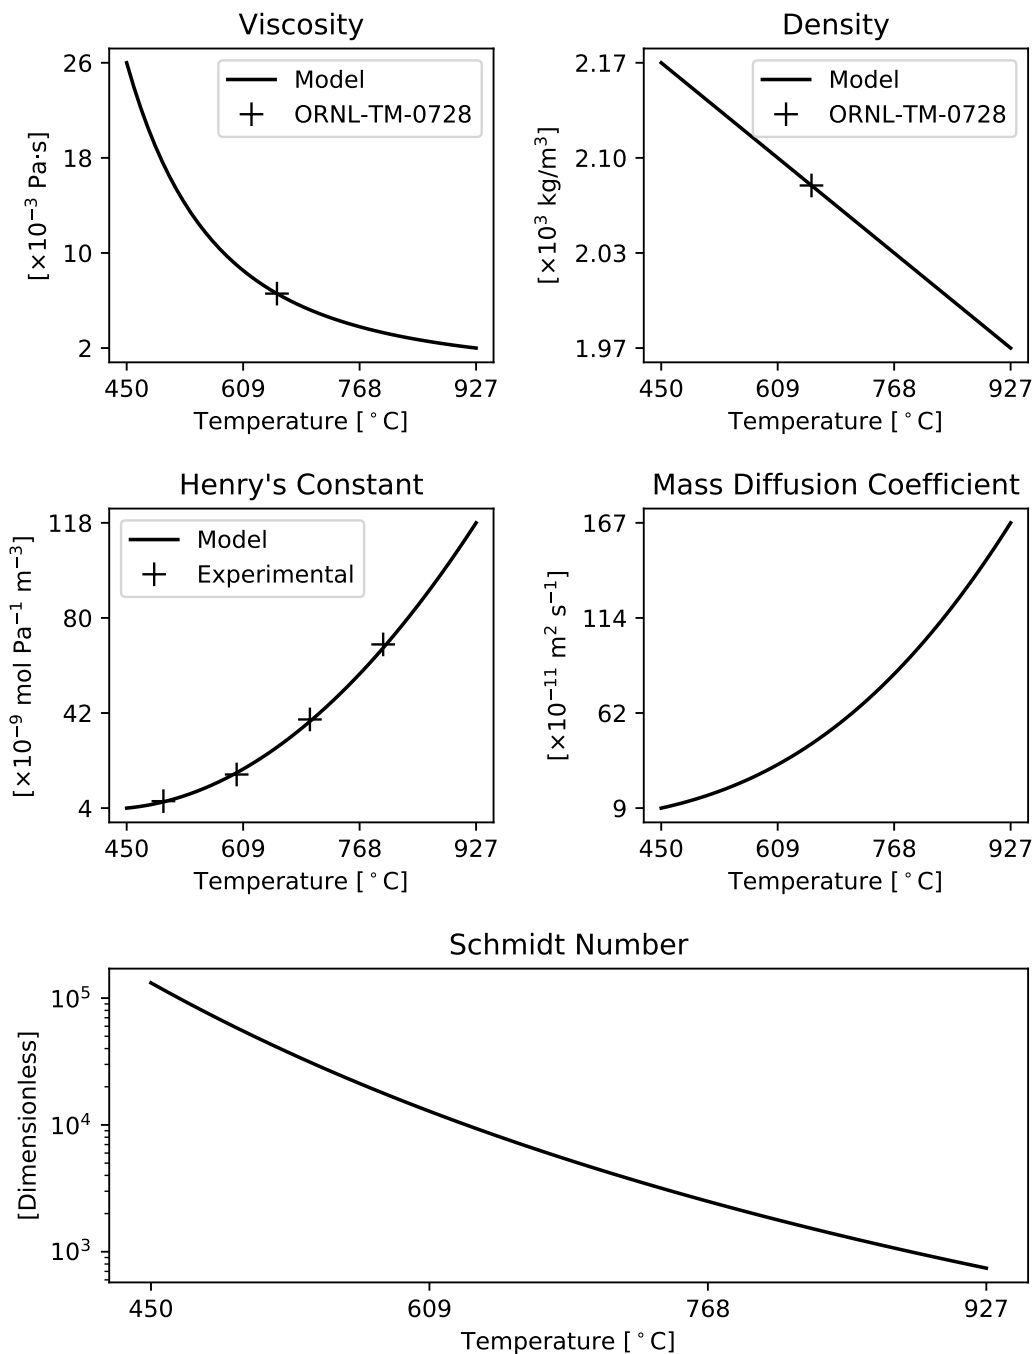 Viscosity
[×10⁻³ Pa·s]
26
18
10
2
Model
ORNL-TM-0728
450 609 768 927
Temperature [°C]
Density
[×10³ kg/m³]
2.17
2.10
2.03
1.97
Model
ORNL-TM-0728
450 609 768 927
Temperature [°C]
Henry's Constant
[×10⁻⁹ mol Pa⁻¹ m⁻³]
118
80
42
4
Model
Experimental
450 609 768 927
Temperature [°C]
Mass Diffusion Coefficient
[×10⁻¹¹ m² s⁻¹]
167
114
62
9
450 609 768 927
Temperature [°C]
Schmidt Number
[Dimensionless]
10⁵
10⁴
10³
450 609 768 927
Temperature [°C]